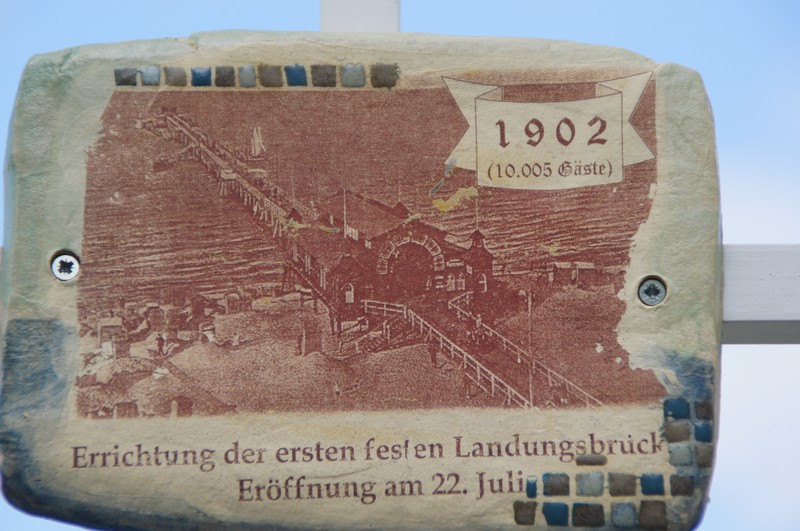 1902
(10.005 Gäste)
Errichtung der ersten festen Landungsbrück
Eröffnung am 22. Juli